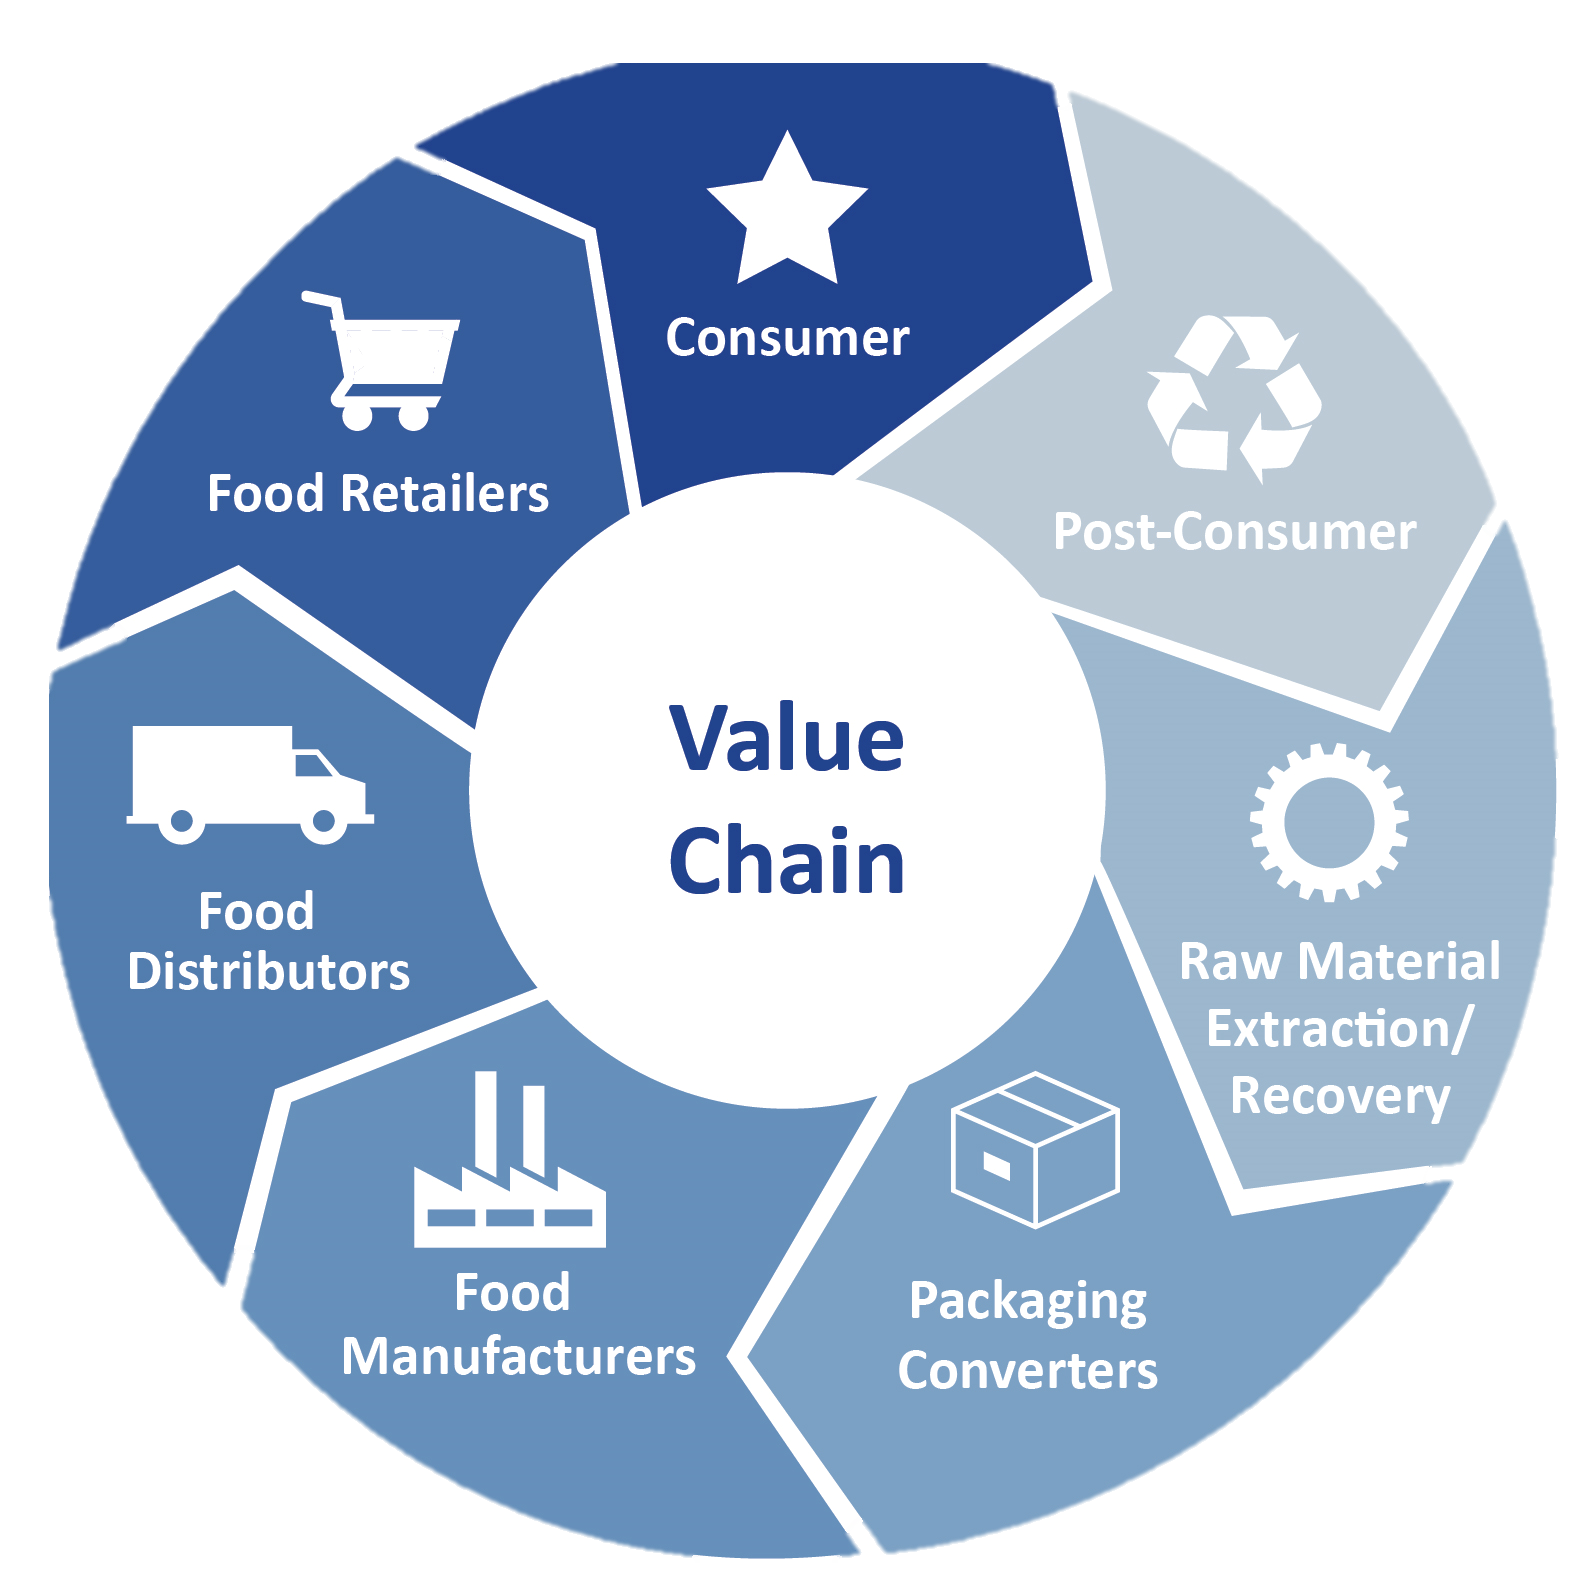 Consumer
Post-Consumer
Raw Material
Extraction/
Recovery
Packaging
Converters
Food
Manufacturers
Food
Distributors
Food Retailers
Value
Chain